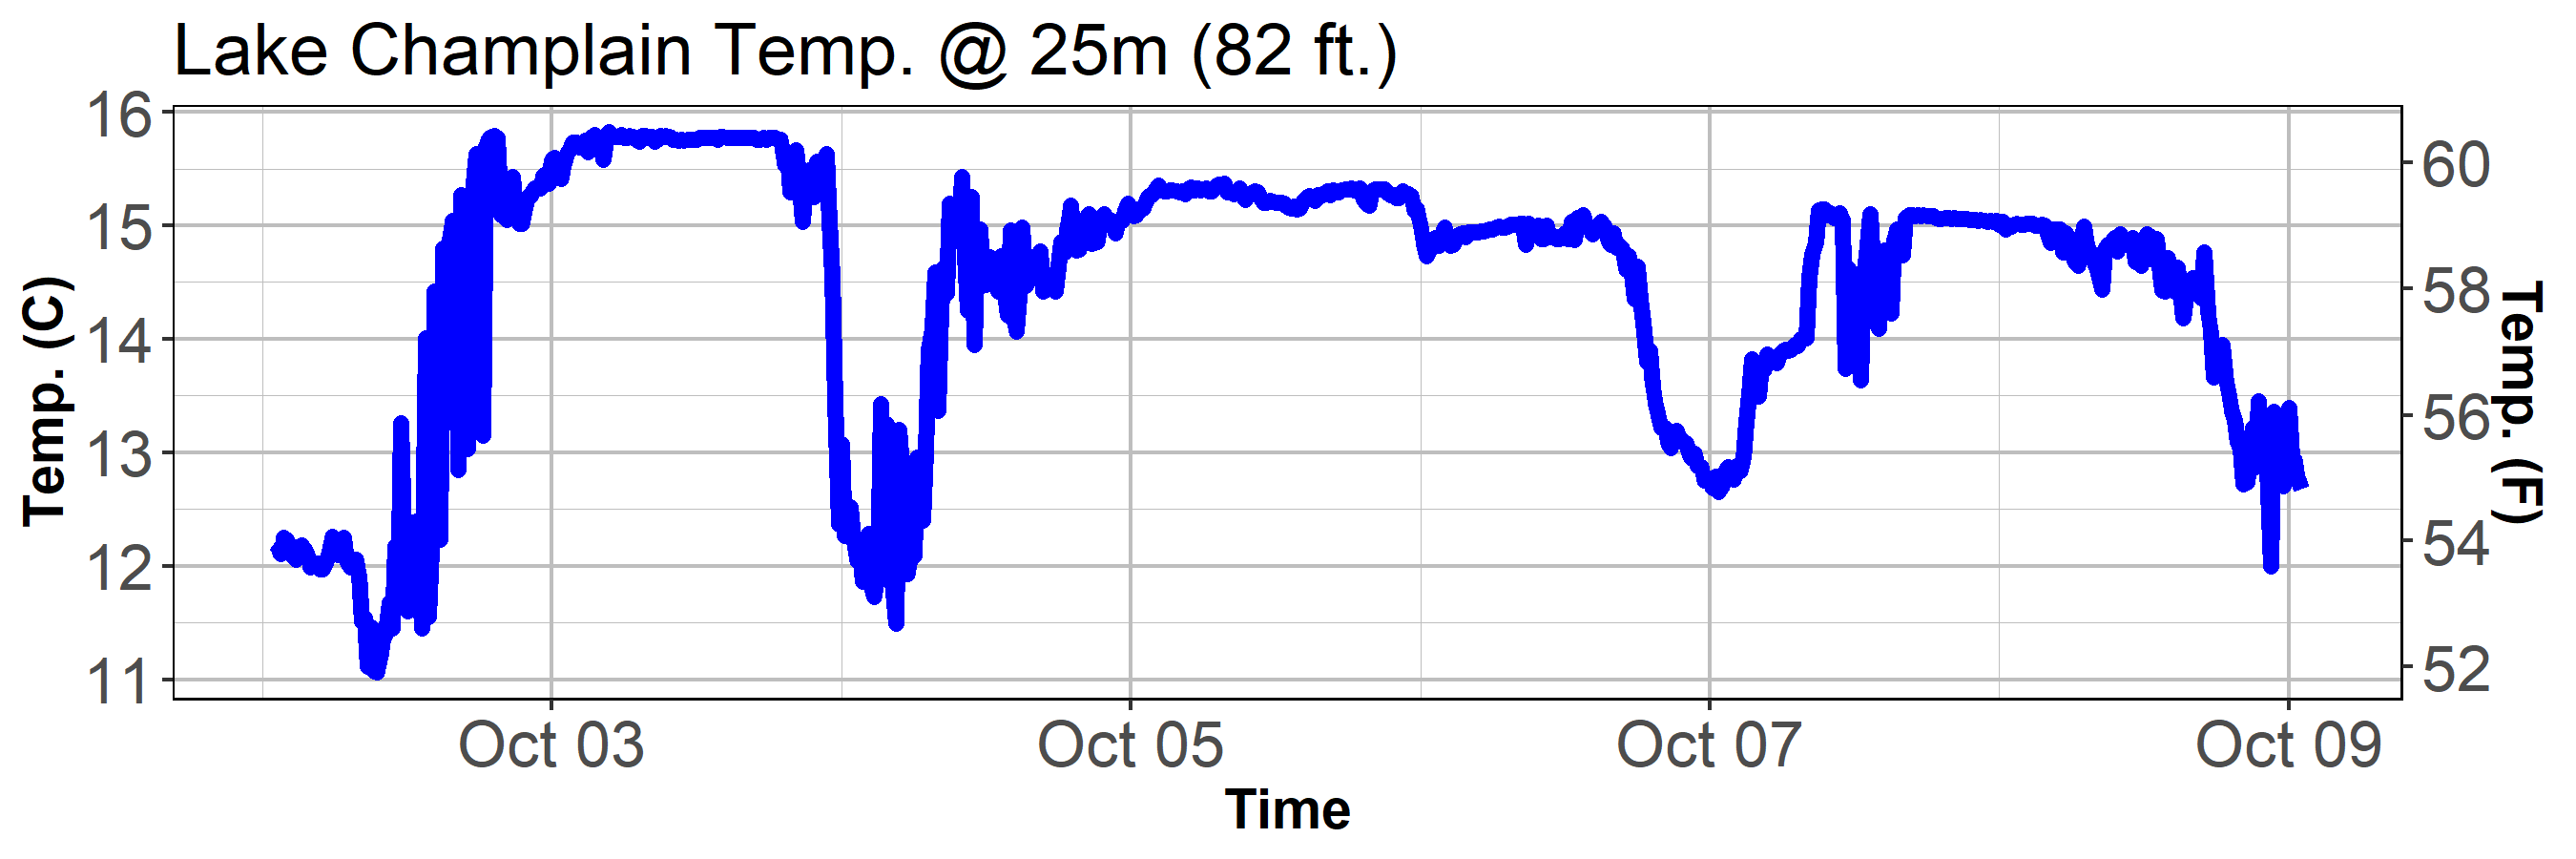 Lake Champlain Temp. @ 25m (82 ft.)
Temp. (C)
16
15
14
13
12
11
60
58
56
54
52
Temp. (F)
Oct 03
Oct 05
Oct 07
Oct 09
Time